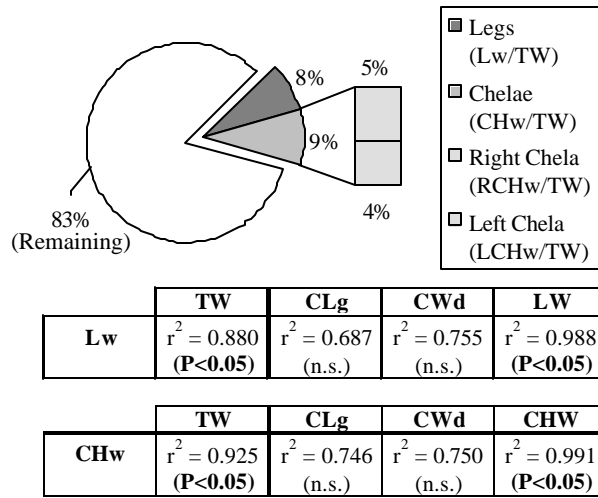 8%
5%
9%
4%
83%
(Remaining)
Legs
(Lw/TW)
Chelae
(CHw/TW)
Right Chela
(RCHw/TW)
Left Chela
(LCHw/TW)
TW CLg CWd LW
Lw r² = 0.880 r² = 0.687 r² = 0.755 r² = 0.988
(P<0.05) (n.s.) (n.s.) (P<0.05)
TW CLg CWd CHW
CHw r² = 0.925 r² = 0.746 r² = 0.750 r² = 0.991
(P<0.05) (n.s.) (n.s.) (P<0.05)